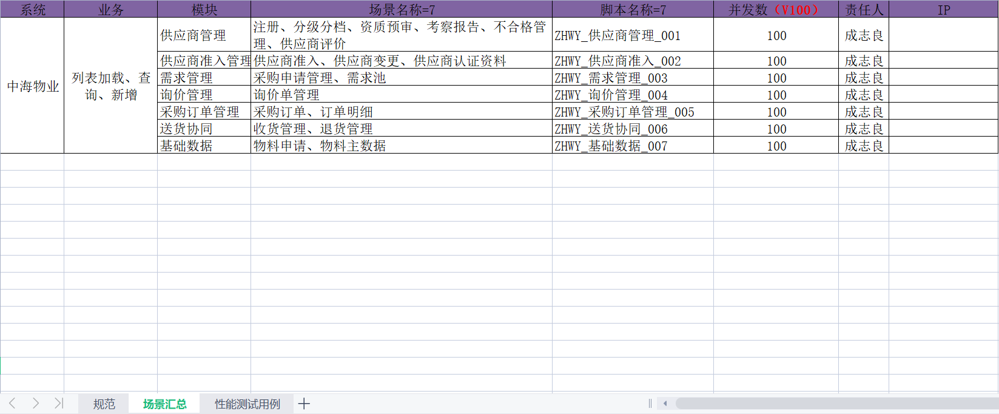 系统 业务 模块 场景名称=7 脚本名称=7 并发数（V100） 责任人 IP
中海物业 列表加载、查询、新增
供应商管理 注册、分级分档、资质预审、考察报告、不合格管
理、供应商评价 ZHWY_供应商管理_001 100 成志良
供应商准入管理 供应商准入、供应商变更、供应商认证资料 ZHWY_供应商准入_002 100 成志良
需求管理 采购申请管理、需求池 ZHWY_需求管理_003 100 成志良
询价管理 询价单管理 ZHWY_询价管理_004 100 成志良
采购订单管理 采购订单、订单明细 ZHWY_采购订单管理_005 100 成志良
送货协同 收货管理、退货管理 ZHWY_送货协同_006 100 成志良
基础数据 物料申请、物料主数据 ZHWY_基础数据_007 100 成志良
规范 场景汇总 性能测试用例